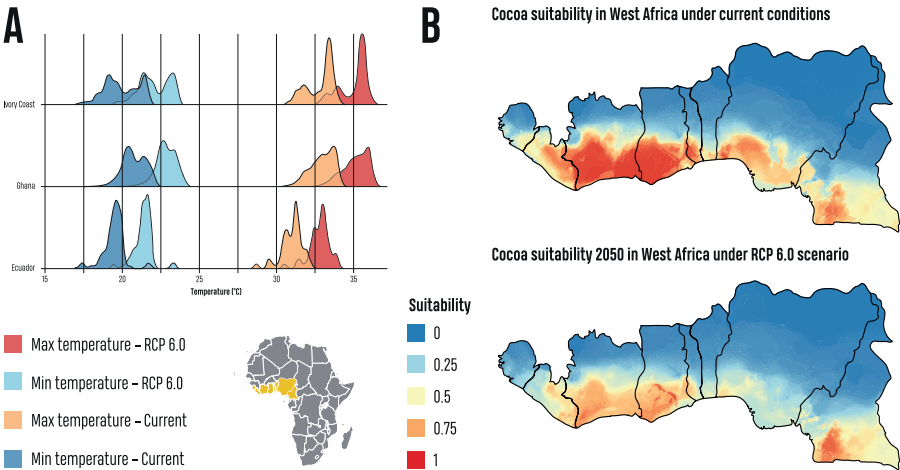 A
Ivory Coast
Ghana
Ecuador
15
20
25
30
35
Temperature (°C)
Max temperature – RCP 6.0
Min temperature – RCP 6.0
Max temperature – Current
Min temperature – Current
B
Cocoa suitability in West Africa under current conditions
Cocoa suitability 2050 in West Africa under RCP 6.0 scenario
Suitability
0
0.25
0.5
0.75
1